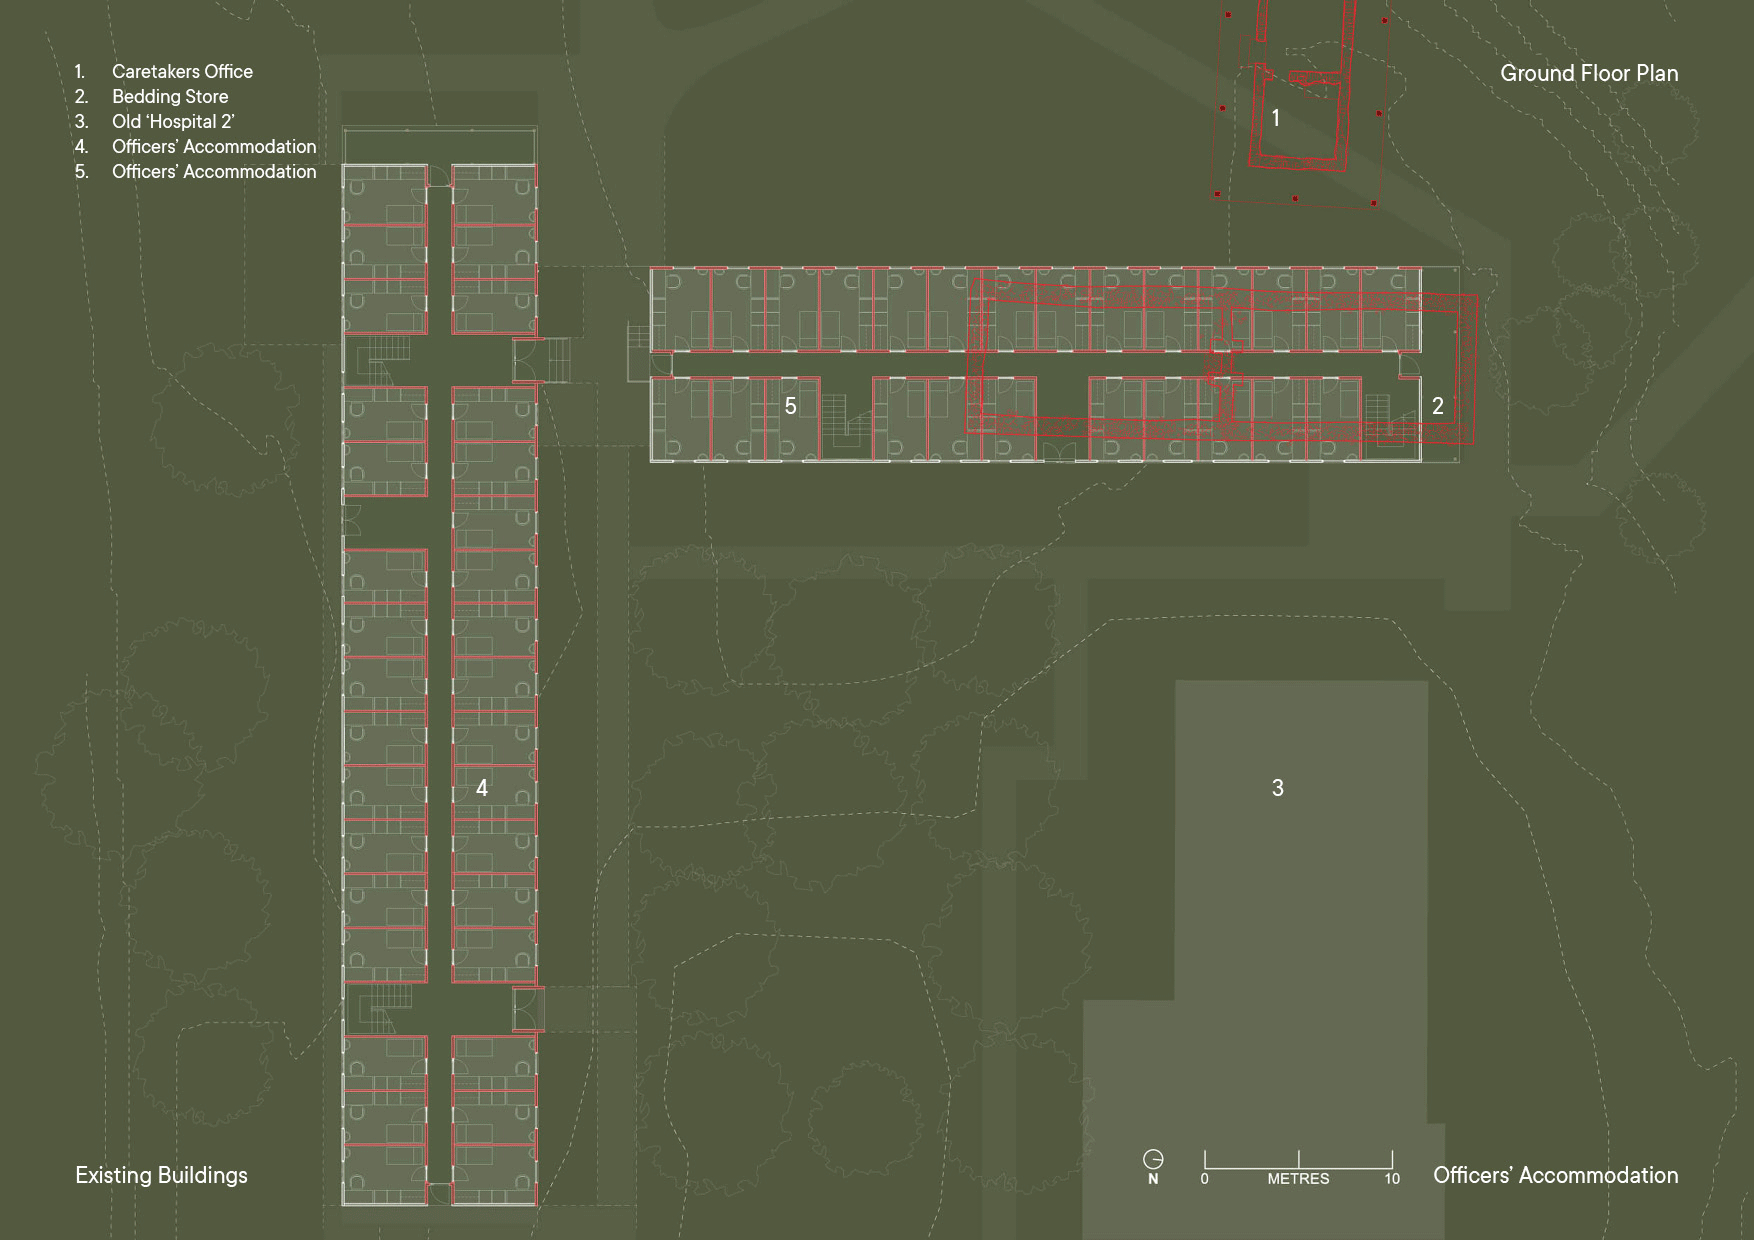 1. Caretakers Office
2. Bedding Store
3. Old ‘Hospital 2’
4. Officers’ Accommodation
5. Officers’ Accommodation
Ground Floor Plan
1
5
2
4
3
Existing Buildings
N
0 METRES 10
Officers’ Accommodation